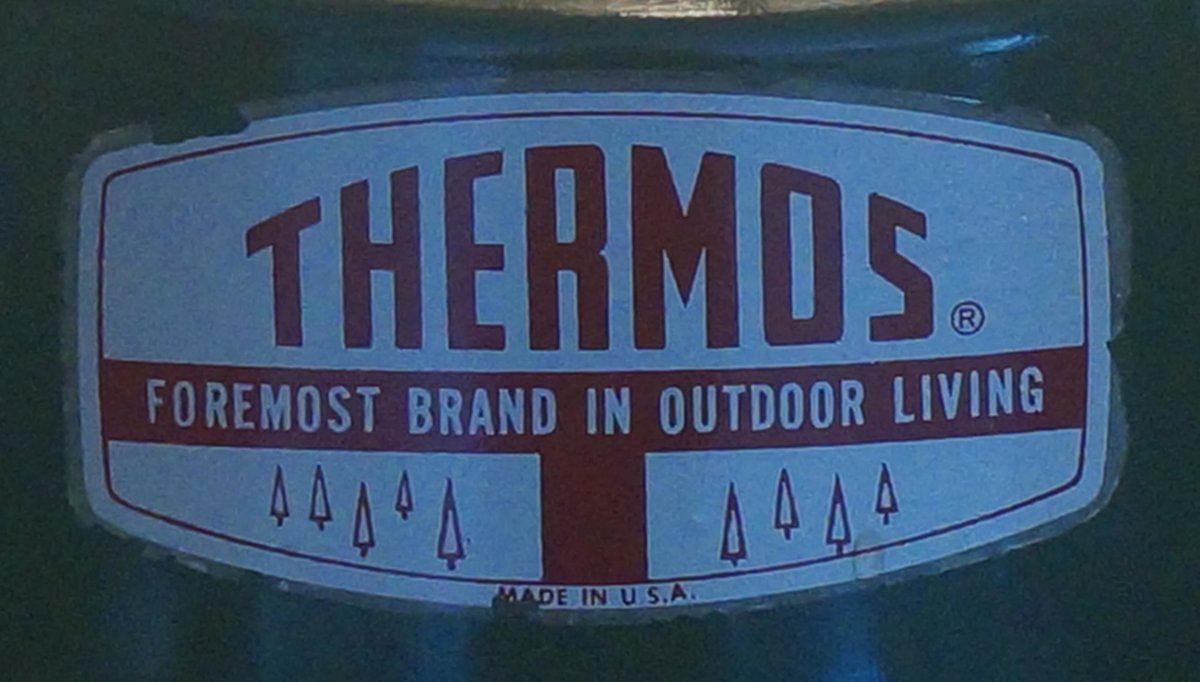 THERMOS ®
FOREMOST BRAND IN OUTDOOR LIVING
MADE IN U.S.A.